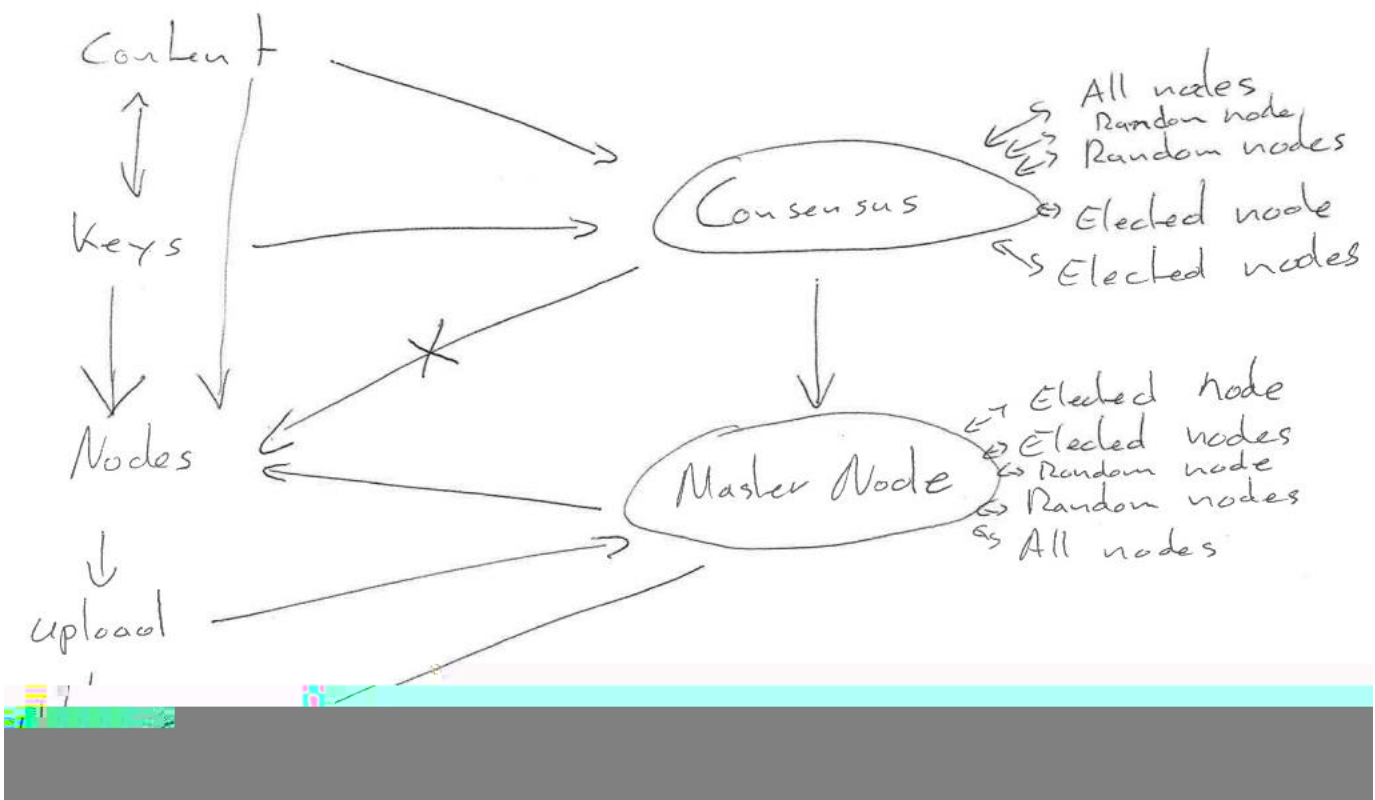 Content
Keys
Nodes
upload
Consensus
All nodes
Random node
Random nodes
Elected node
Elected nodes
Master Node
Elected node
Elected nodes
Random node
Random nodes
All nodes